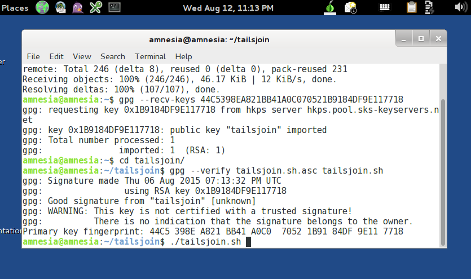 Places
Wed Aug 12, 11:13 PM
amnesia@amnesia: ~/tailsjoin
File Edit View Search Terminal Help
remote: Total 246 (delta 8), reused 0 (delta 0), pack-reused 231
Receiving objects: 100% (246/246), 46.17 KiB | 12 KiB/s, done.
Resolving deltas: 100% (107/107), done.
amnesia@amnesia:~$ gpg --recv-keys 44C5398EA821BB41A0C070521B9184DF9E117718
gpg: requesting key 0x1B9184DF9E117718 from hkps server hkps.pool.sks-keyservers.n
et
gpg: key 0x1B9184DF9E117718: public key "tailsjoin" imported
gpg: Total number processed: 1
gpg: imported: 1 (RSA: 1)
amnesia@amnesia:~$ cd tailsjoin/
amnesia@amnesia:~/tailsjoin$ gpg --verify tailsjoin.sh.asc tailsjoin.sh
gpg: Signature made Thu 06 Aug 2015 07:13:32 PM UTC
gpg: using RSA key 0x1B9184DF9E117718
gpg: Good signature from "tailsjoin" [unknown]
gpg: WARNING: This key is not certified with a trusted signature!
gpg: There is no indication that the signature belongs to the owner.
Primary key fingerprint: 44C5 398E A821 BB41 A0C0 7052 1B91 84DF 9E11 7718
amnesia@amnesia:~/tailsjoin$ ./tailsjoin.sh